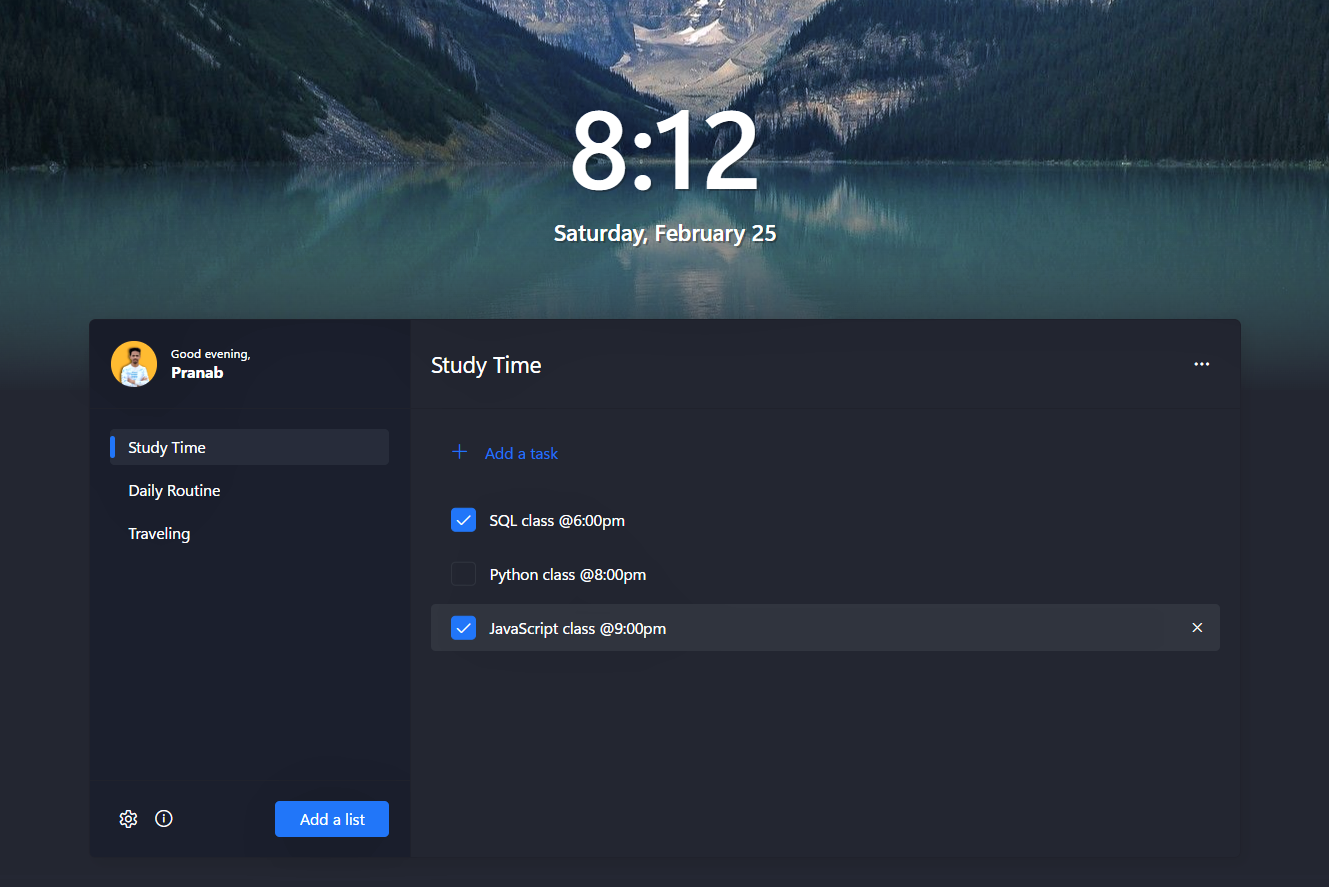 8:12
Saturday, February 25
Good evening,
Pranab
Study Time
Daily Routine
Traveling
Add a list
Study Time
Add a task
SQL class @6:00pm
Python class @8:00pm
JavaScript class @9:00pm